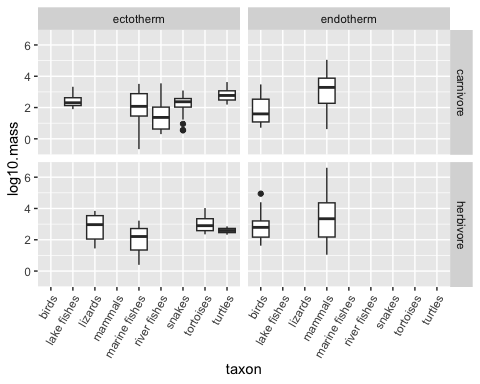 ectotherm endotherm
6
4
2
0
carnivore
6
4
2
0
herbivore
log10.mass
birds lake fishes lizards mammals marine fishes river fishes snakes tortoises turtles birds lake fishes lizards mammals marine fishes river fishes snakes tortoises turtles
taxon